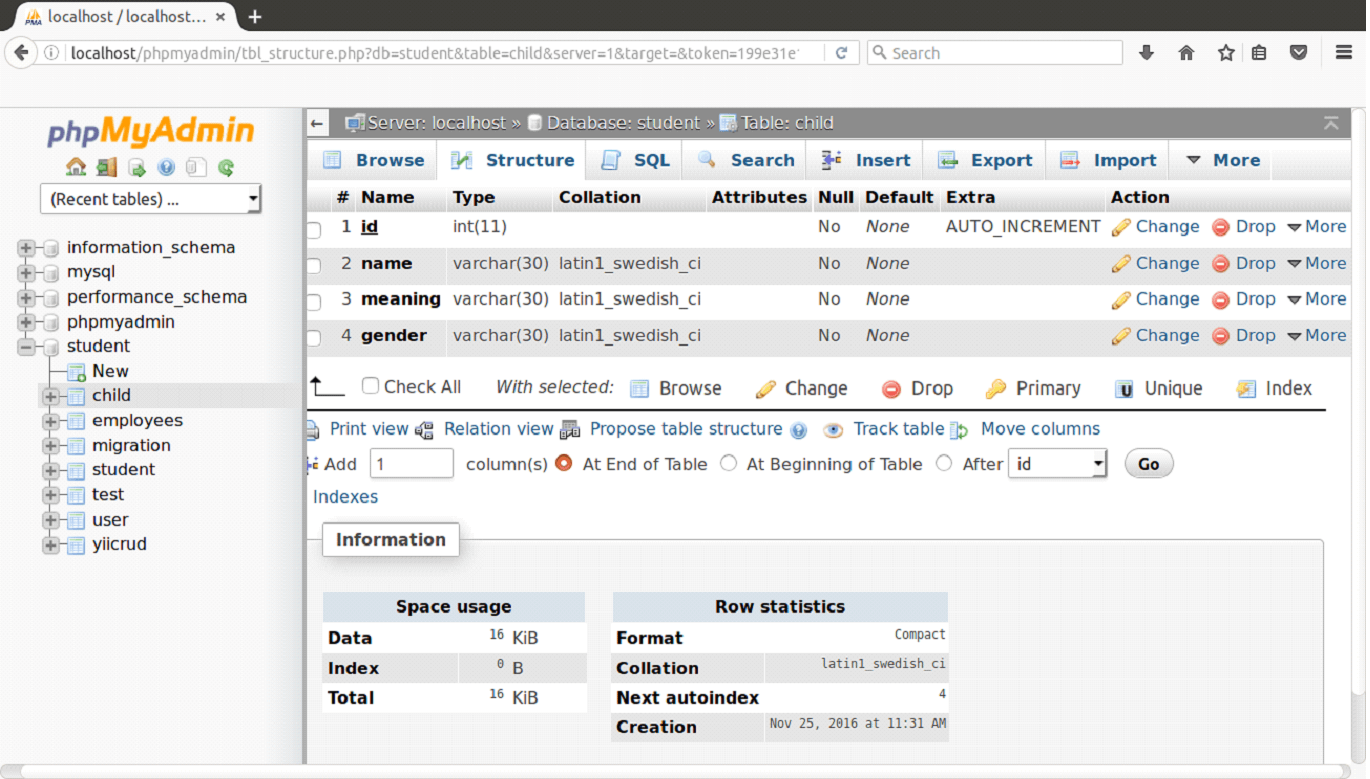 localhost / localhost...
PMA
localhost/phpmyadmin/tbl_structure.php?db=student&table=child&server=1&target=&token=199e31e
Search
phpMyAdmin
(Recent tables) ...
information_schema
mysql
performance_schema
phpmyadmin
student
New
child
employees
migration
student
test
user
yiicrud
Server: localhost » Database: student » Table: child
Browse Structure SQL Search Insert Export Import More
# Name Type Collation Attributes Null Default Extra Action
1 id int(11) No None AUTO_INCREMENT Change Drop More
2 name varchar(30) latin1_swedish_ci No None Change Drop More
3 meaning varchar(30) latin1_swedish_ci No None Change Drop More
4 gender varchar(30) latin1_swedish_ci No None Change Drop More
Check All With selected: Browse Change Drop Primary Unique Index
Print view Relation view Propose table structure Track table Move columns
Add 1 column(s) At End of Table At Beginning of Table After id Go
Indexes
Information
Space usage
Data 16 KiB
Index 0 B
Total 16 KiB
Row statistics
Format Compact
Collation latin1_swedish_ci
Next autoindex 4
Creation Nov 25, 2016 at 11:31 AM